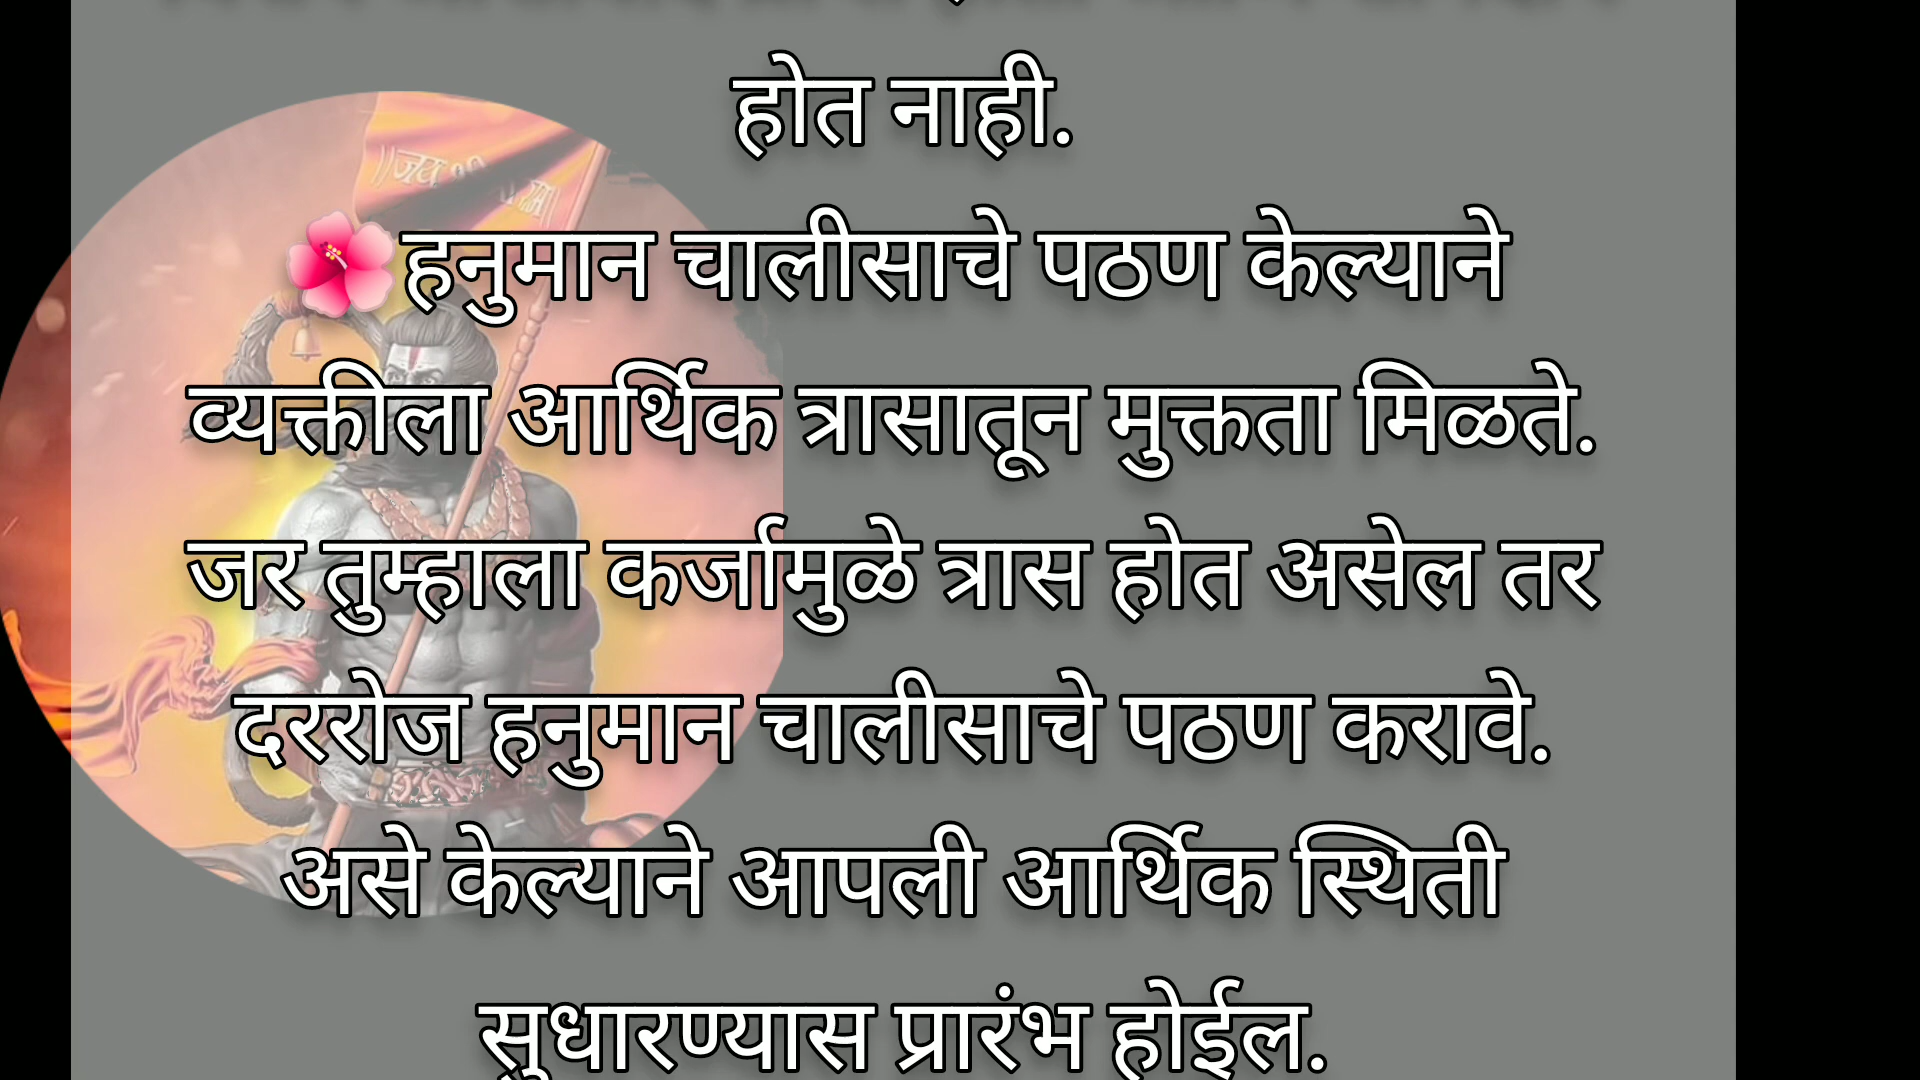 होत नाही.
🌺हनुमान चालीसाचे पठण केल्याने
व्यक्तीला आर्थिक त्रासातून मुक्तता मिळते.
जर तुम्हाला कर्जामुळे त्रास होत असेल तर
दररोज हनुमान चालीसाचे पठण करावे.
असे केल्याने आपली आर्थिक स्थिती
सुधारण्यास प्रारंभ होईल.